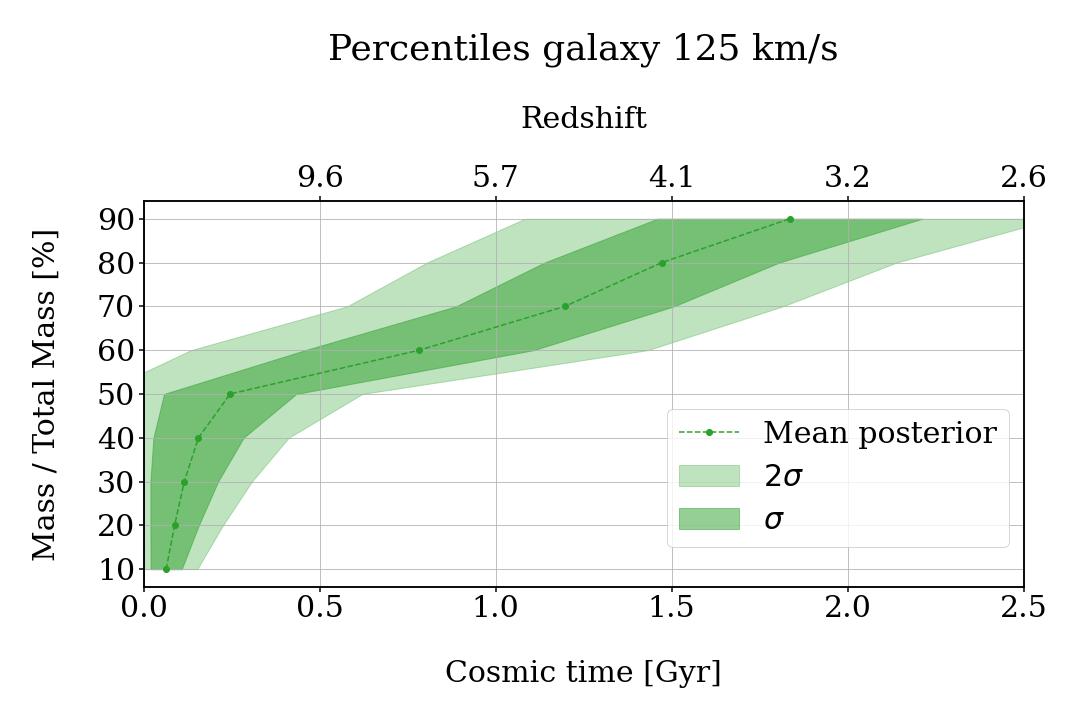 Percentiles galaxy 125 km/s
Redshift
9.6 5.7 4.1 3.2 2.6
Mass / Total Mass [%]
90
80
70
60
50
40
30
20
10
Mean posterior
2σ
σ
0.0 0.5 1.0 1.5 2.0 2.5
Cosmic time [Gyr]